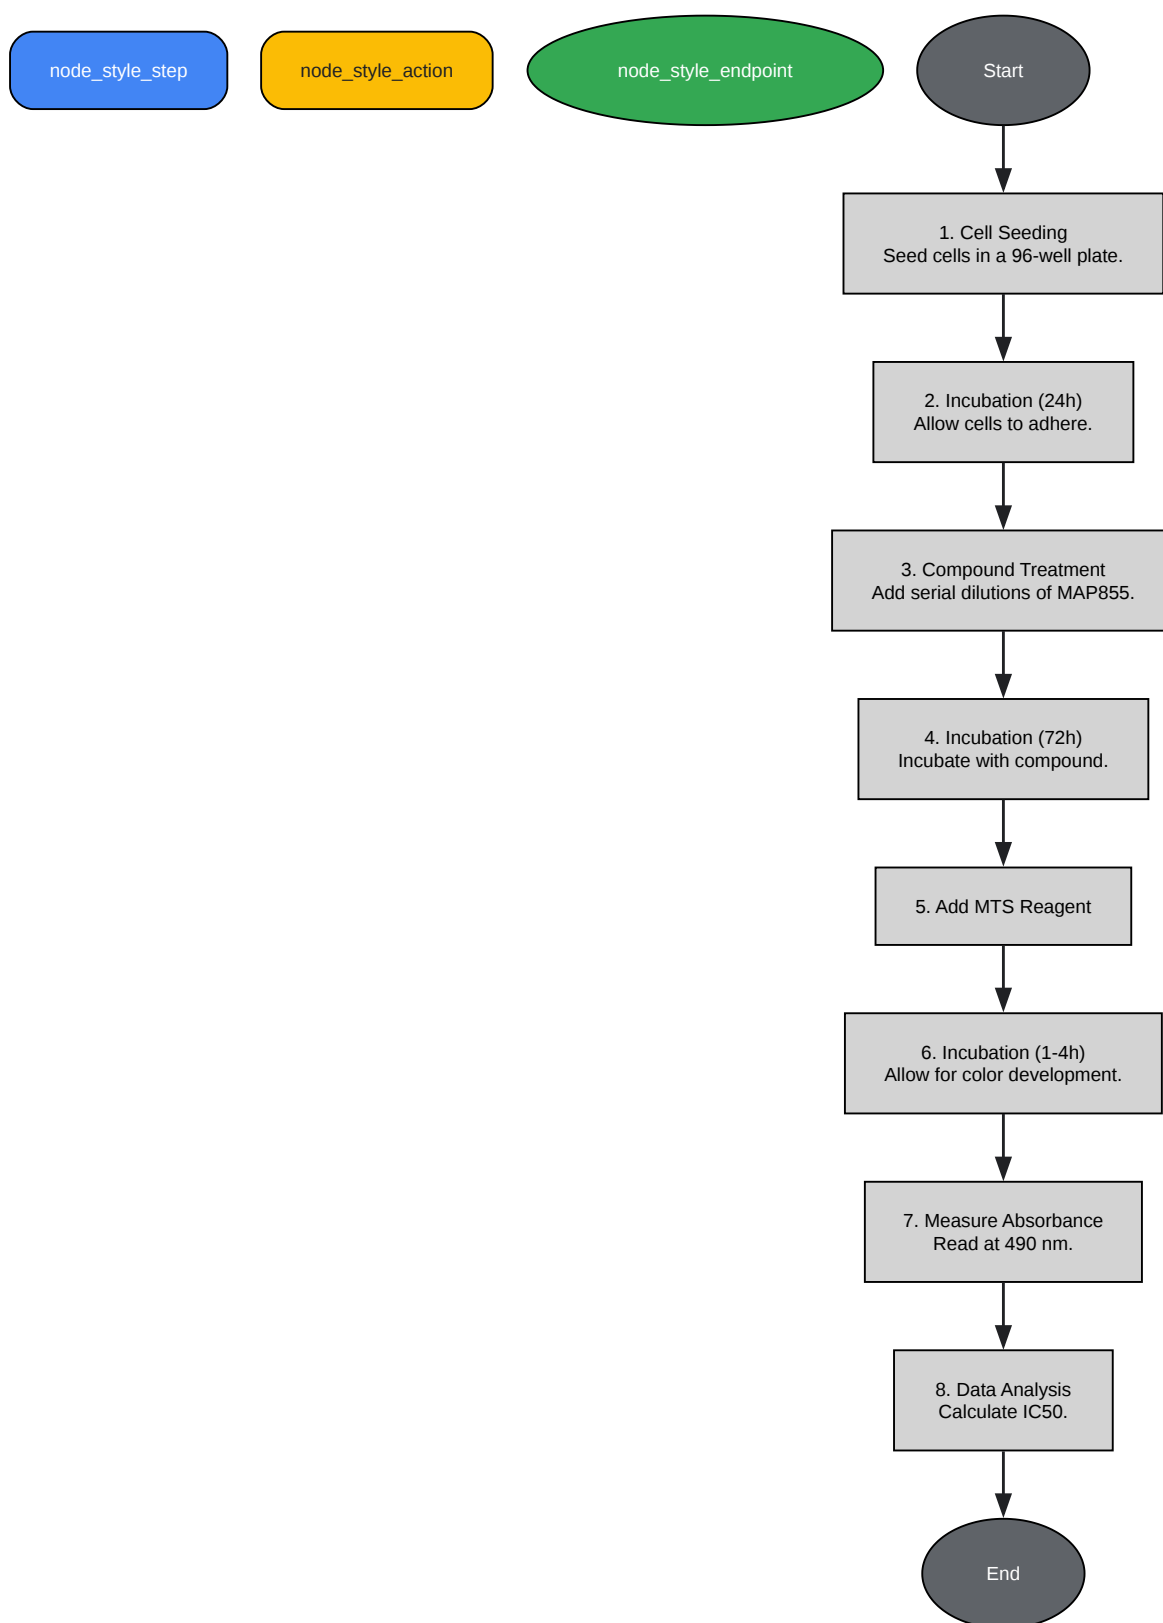 node_style_step
node_style_action
node_style_endpoint
Start
1. Cell Seeding
Seed cells in a 96-well plate.
2. Incubation (24h)
Allow cells to adhere.
3. Compound Treatment
Add serial dilutions of MAP855.
4. Incubation (72h)
Incubate with compound.
5. Add MTS Reagent
6. Incubation (1-4h)
Allow for color development.
7. Measure Absorbance
Read at 490 nm.
8. Data Analysis
Calculate IC50.
End